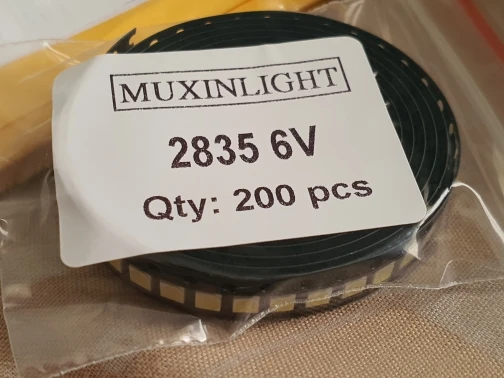 MUXINLIGHT
2835 6V
Qty: 200 pcs